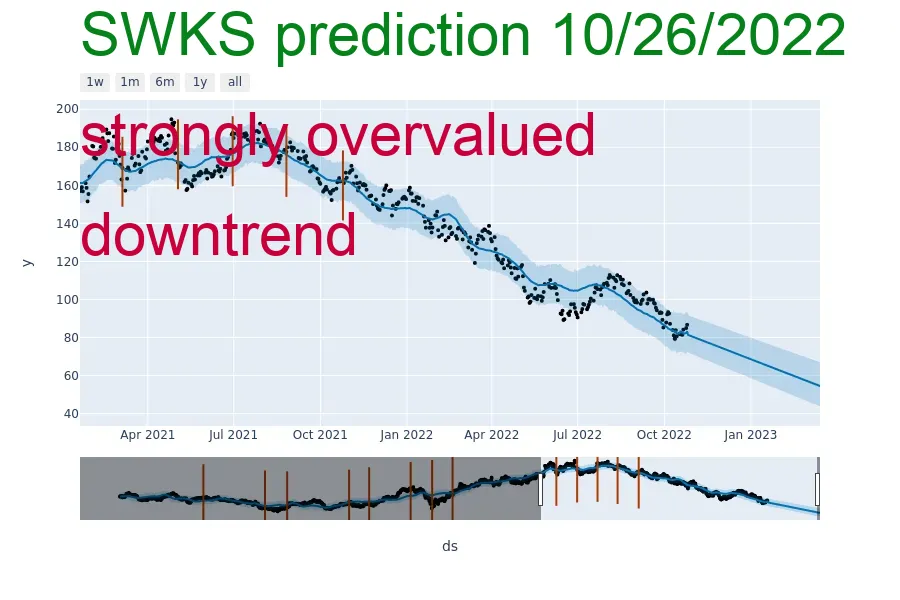 SWKS prediction 10/26/2022
1w 1m 6m 1y all
200
strongly overvalued
180
160
140
downtrend
120
y
100
80
60
40
Apr 2021 Jul 2021 Oct 2021 Jan 2022 Apr 2022 Jul 2022 Oct 2022 Jan 2023
ds